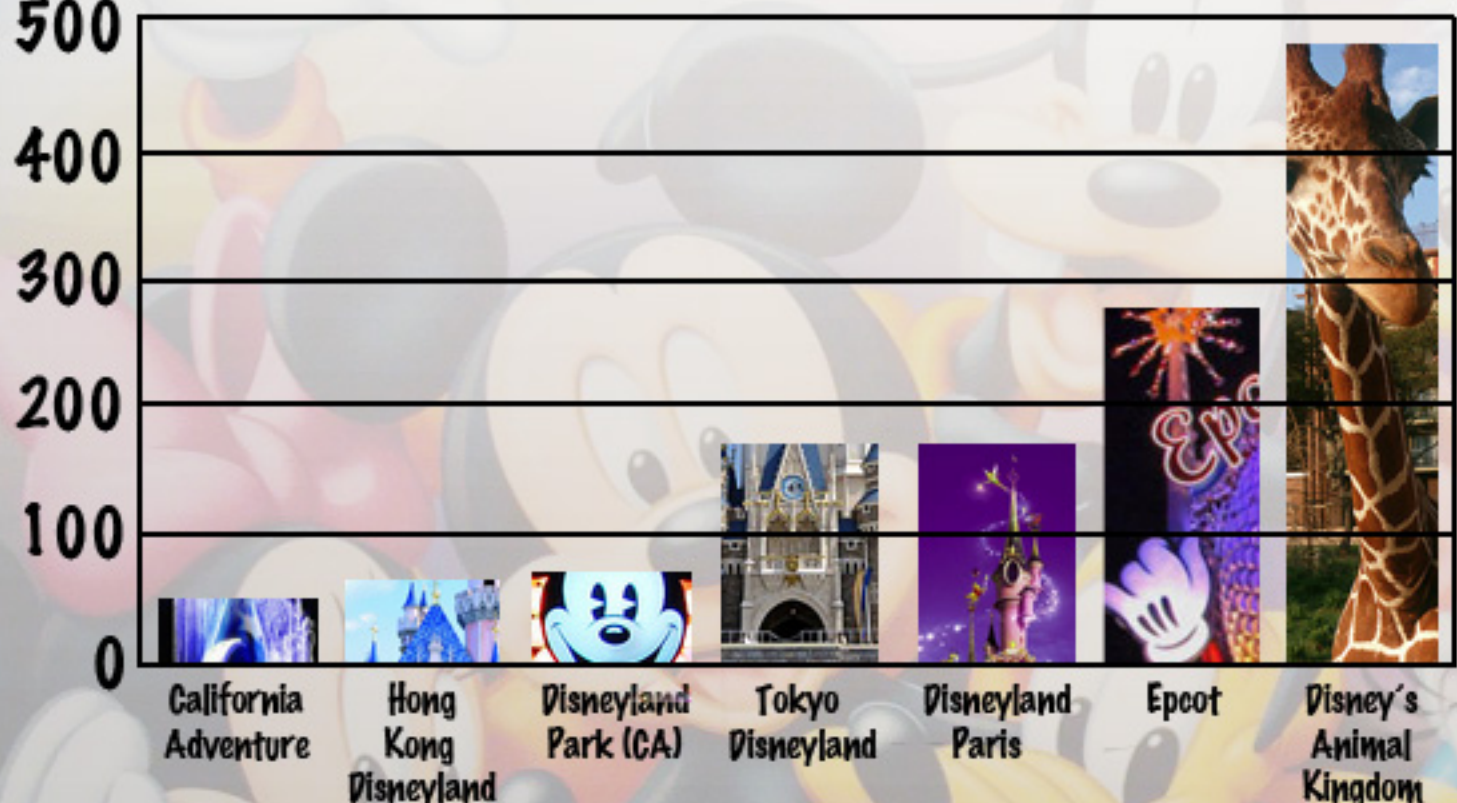 500
400
300
200
100
0
Epc
California
Adventure
Hong
Kong
Disneyland
Disneyland
Park (CA)
Tokyo
Disneyland
Disneyland
Paris
Epcot
Disney's
Animal
Kingdom